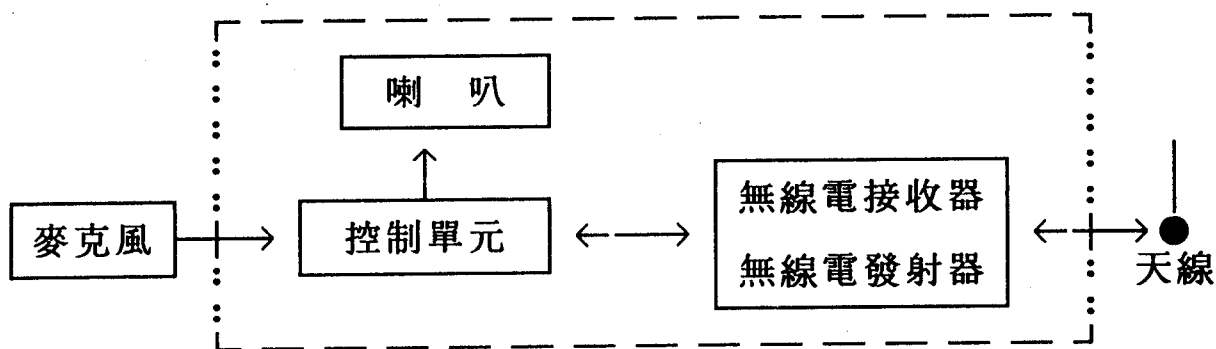 喇 叭
麥克風
控制單元
無線電接收器
無線電發射器
天線